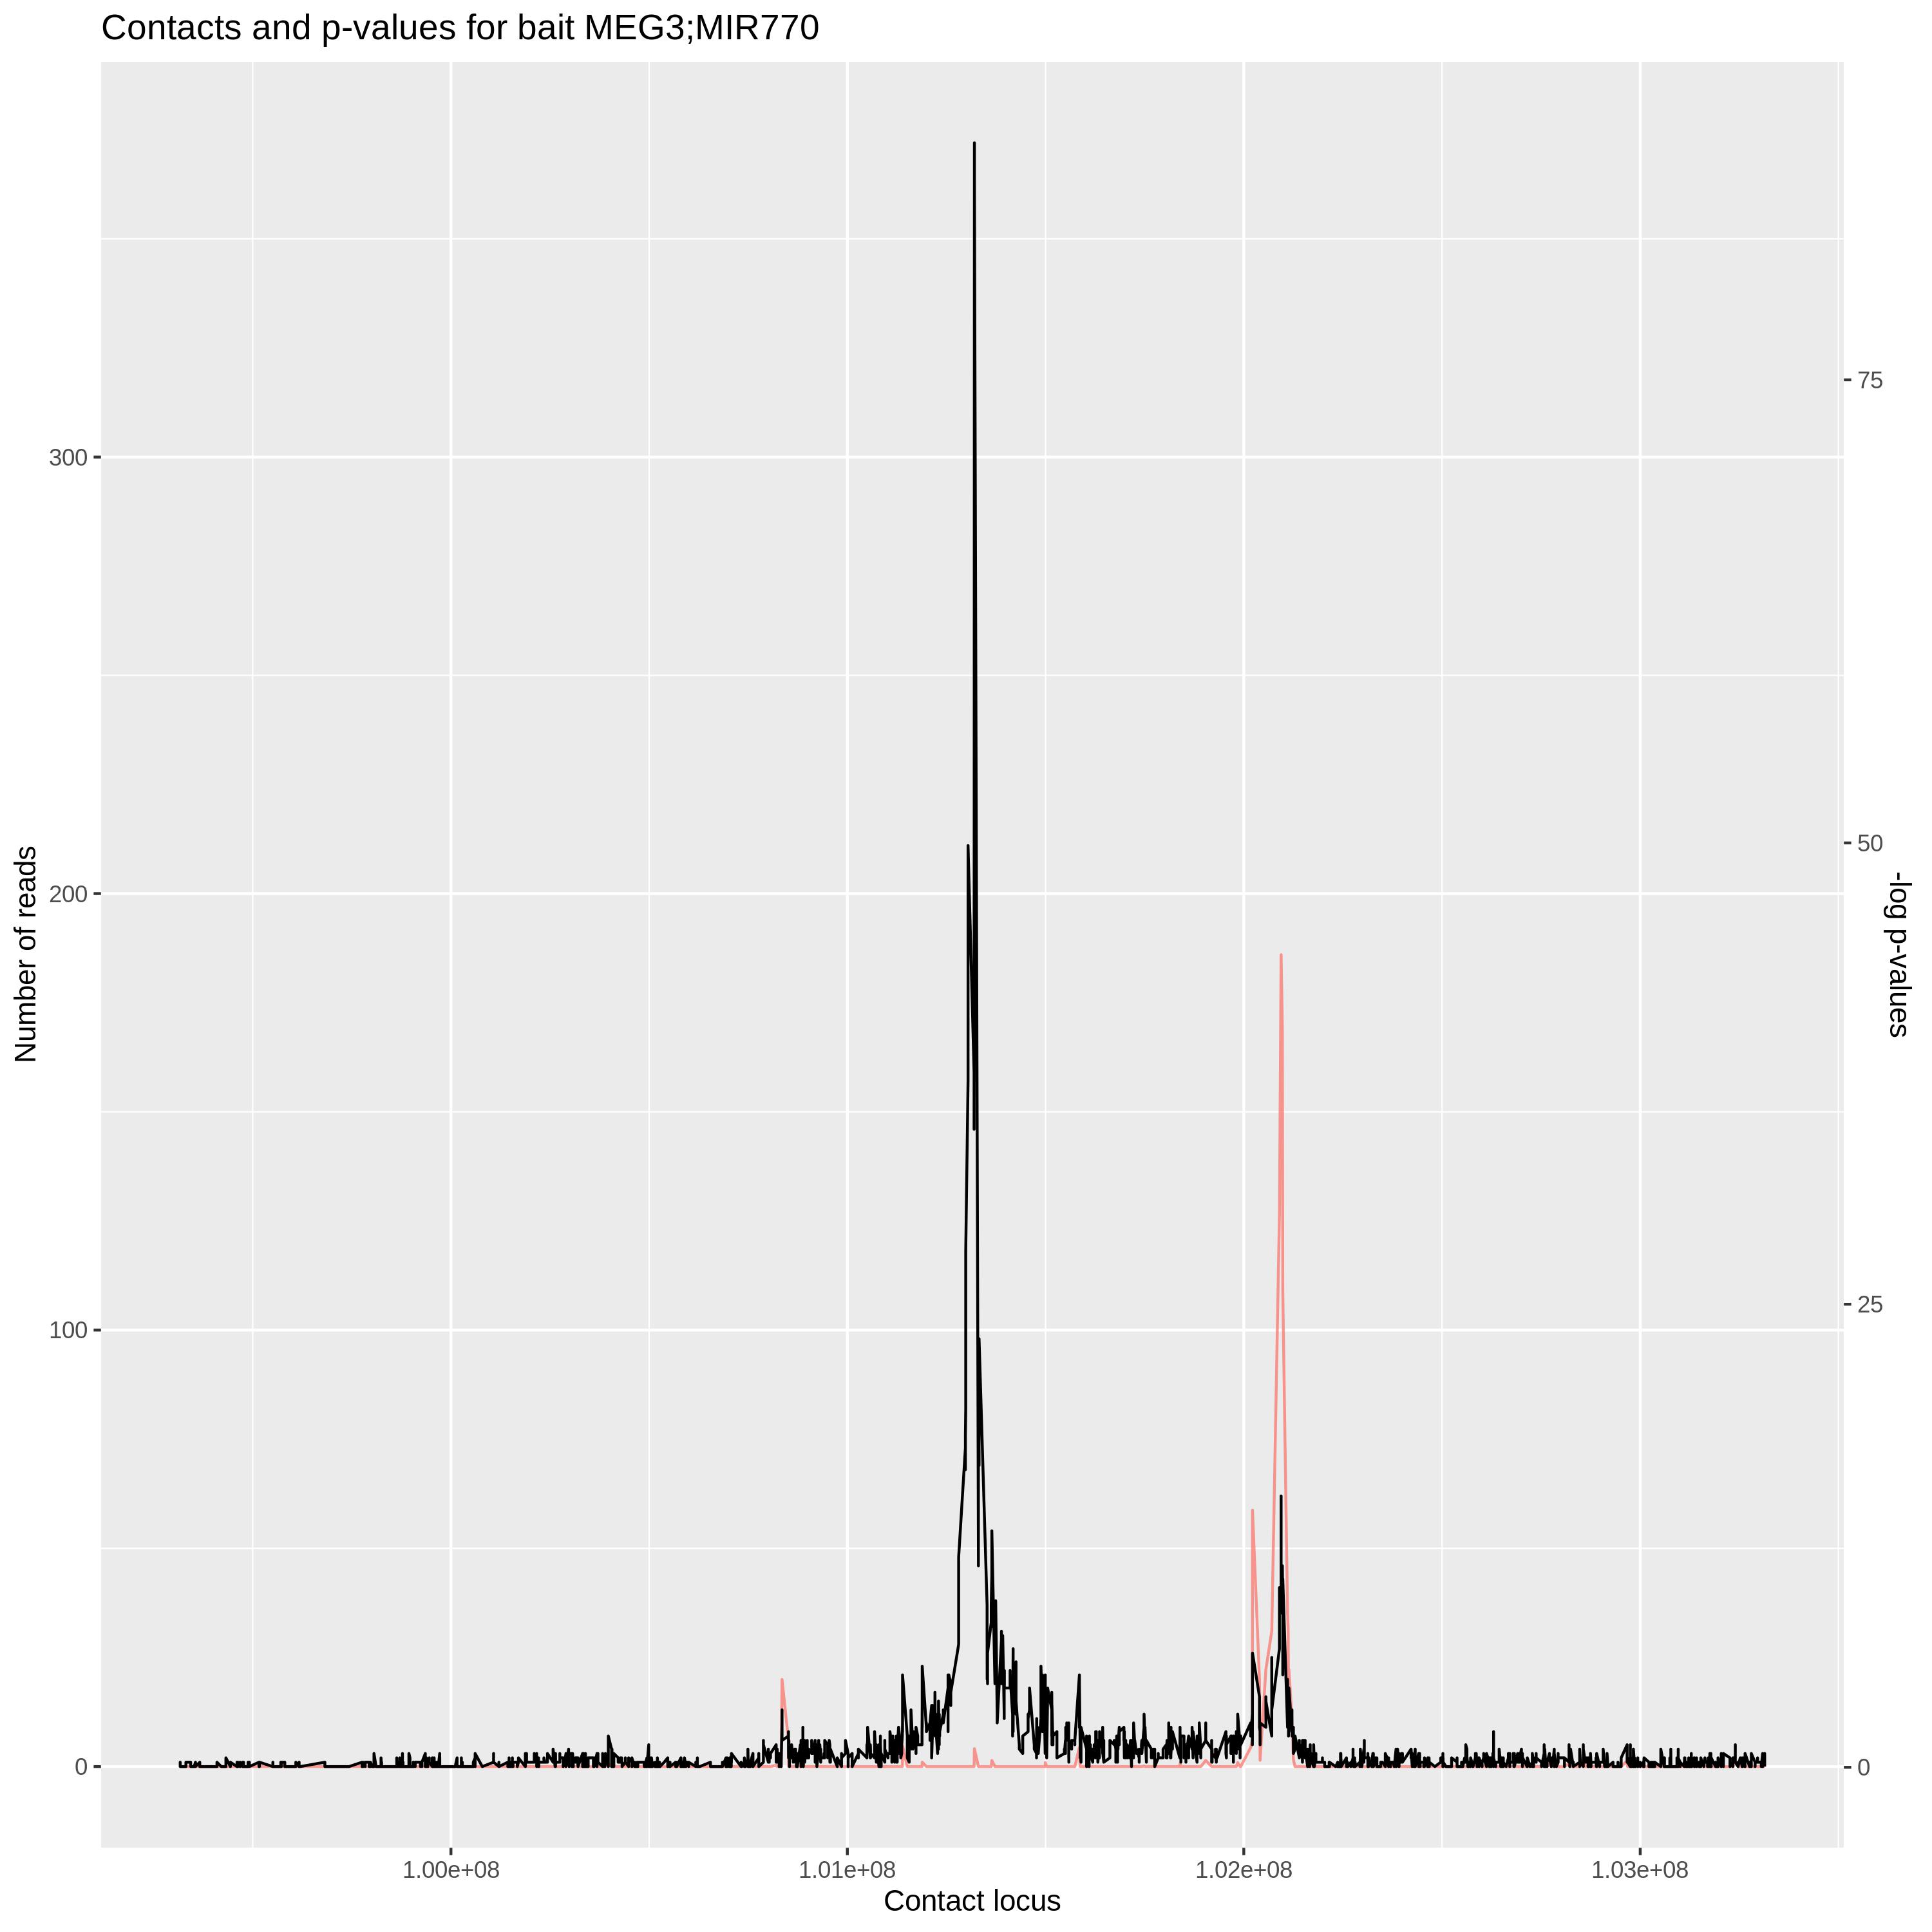 Contacts and p-values for bait MEG3;MIR770
Number of reads
300
200
100
0
75
50
25
0
-log p-values
1.00e+08 1.01e+08 1.02e+08 1.03e+08
Contact locus